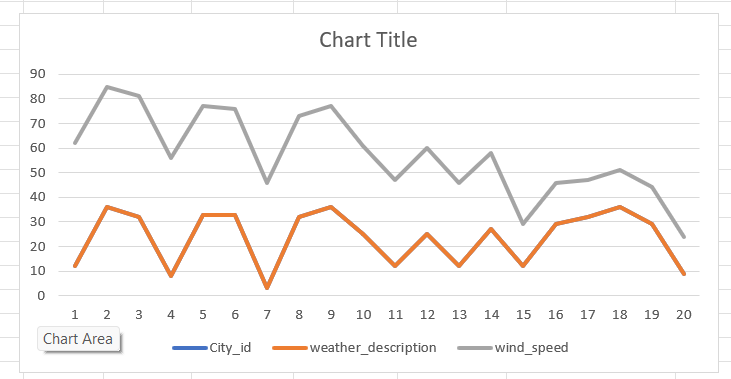 Chart Title
90
80
70
60
50
40
30
20
10
0
1 2 3 4 5 6 7 8 9 10 11 12 13 14 15 16 17 18 19 20
Chart Area
City_id weather_description wind_speed